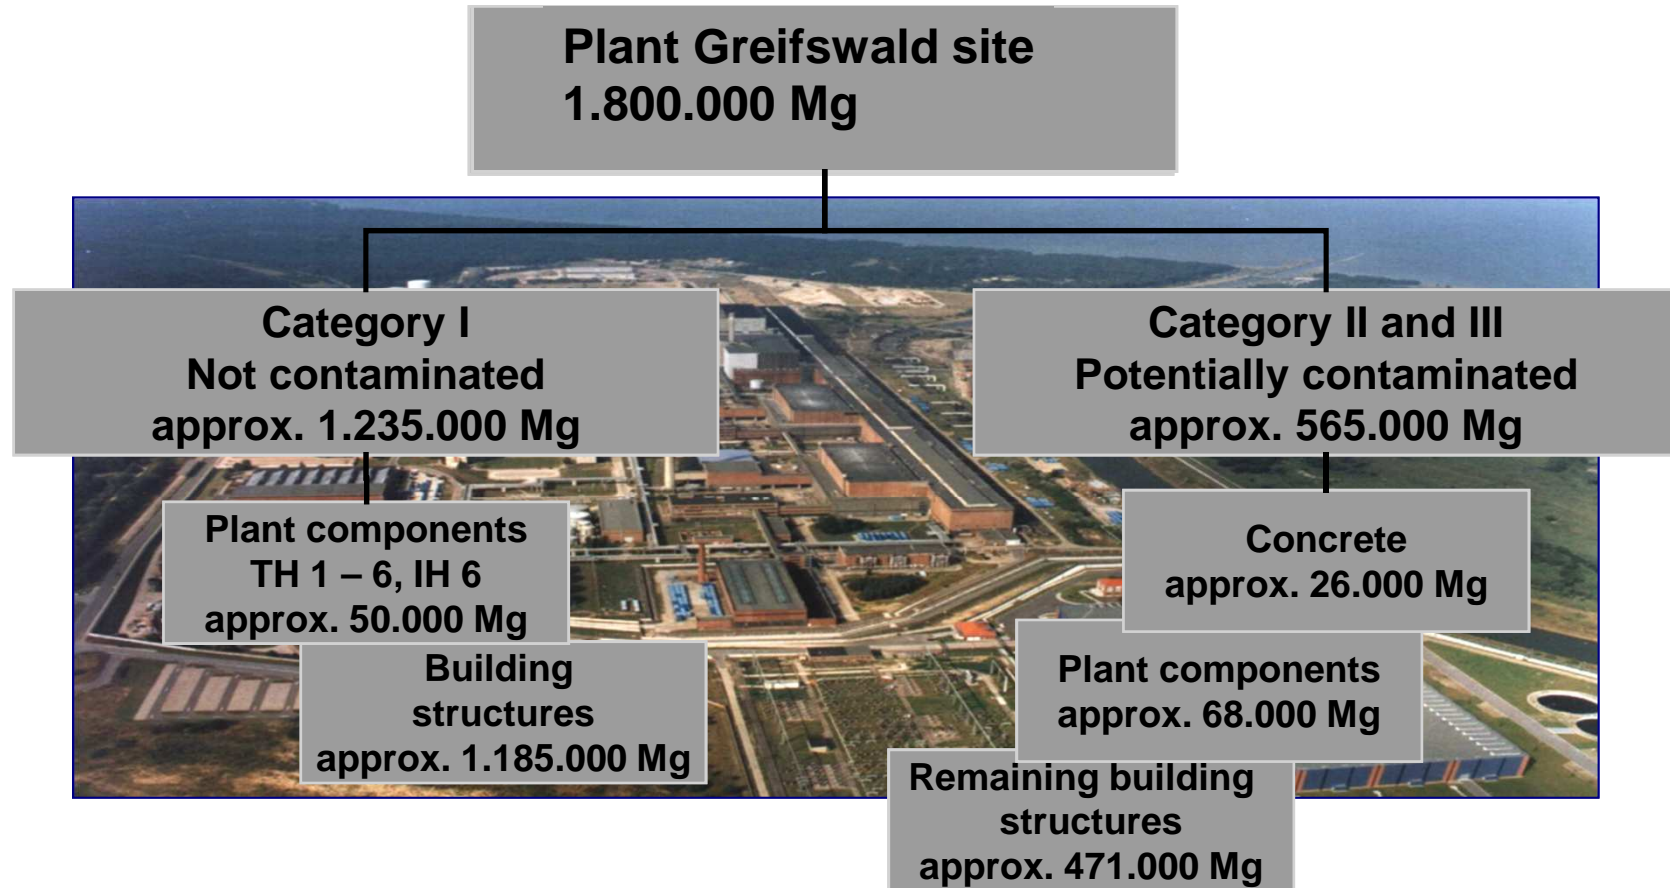 Plant Greifswald site
1.800.000 Mg
Category I
Not contaminated
approx. 1.235.000 Mg
Category II and III
Potentially contaminated
approx. 565.000 Mg
Plant components
TH 1 – 6, IH 6
approx. 50.000 Mg
Building
structures
approx. 1.185.000 Mg
Concrete
approx. 26.000 Mg
Plant components
approx. 68.000 Mg
Remaining building
structures
approx. 471.000 Mg